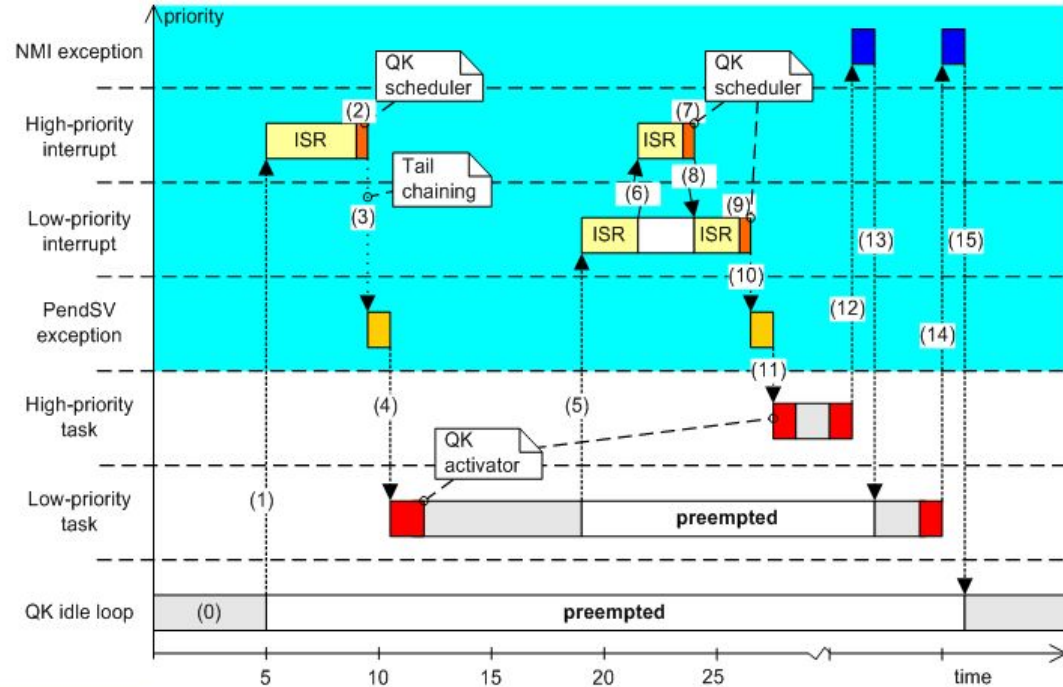 priority
NMI exception
QK
scheduler
QK
scheduler
High-priority
interrupt
(2)
ISR
(7)
ISR
Tail
chaining
(3)
(6)
(8)
Low-priority
interrupt
ISR
ISR
(9)
(13)
(15)
PendSV
exception
(10)
(12)
(14)
(11)
High-priority
task
(4)
(5)
QK
activator
Low-priority
task
(1)
preempted
QK idle loop
(0)
preempted
5
10
15
20
25
time